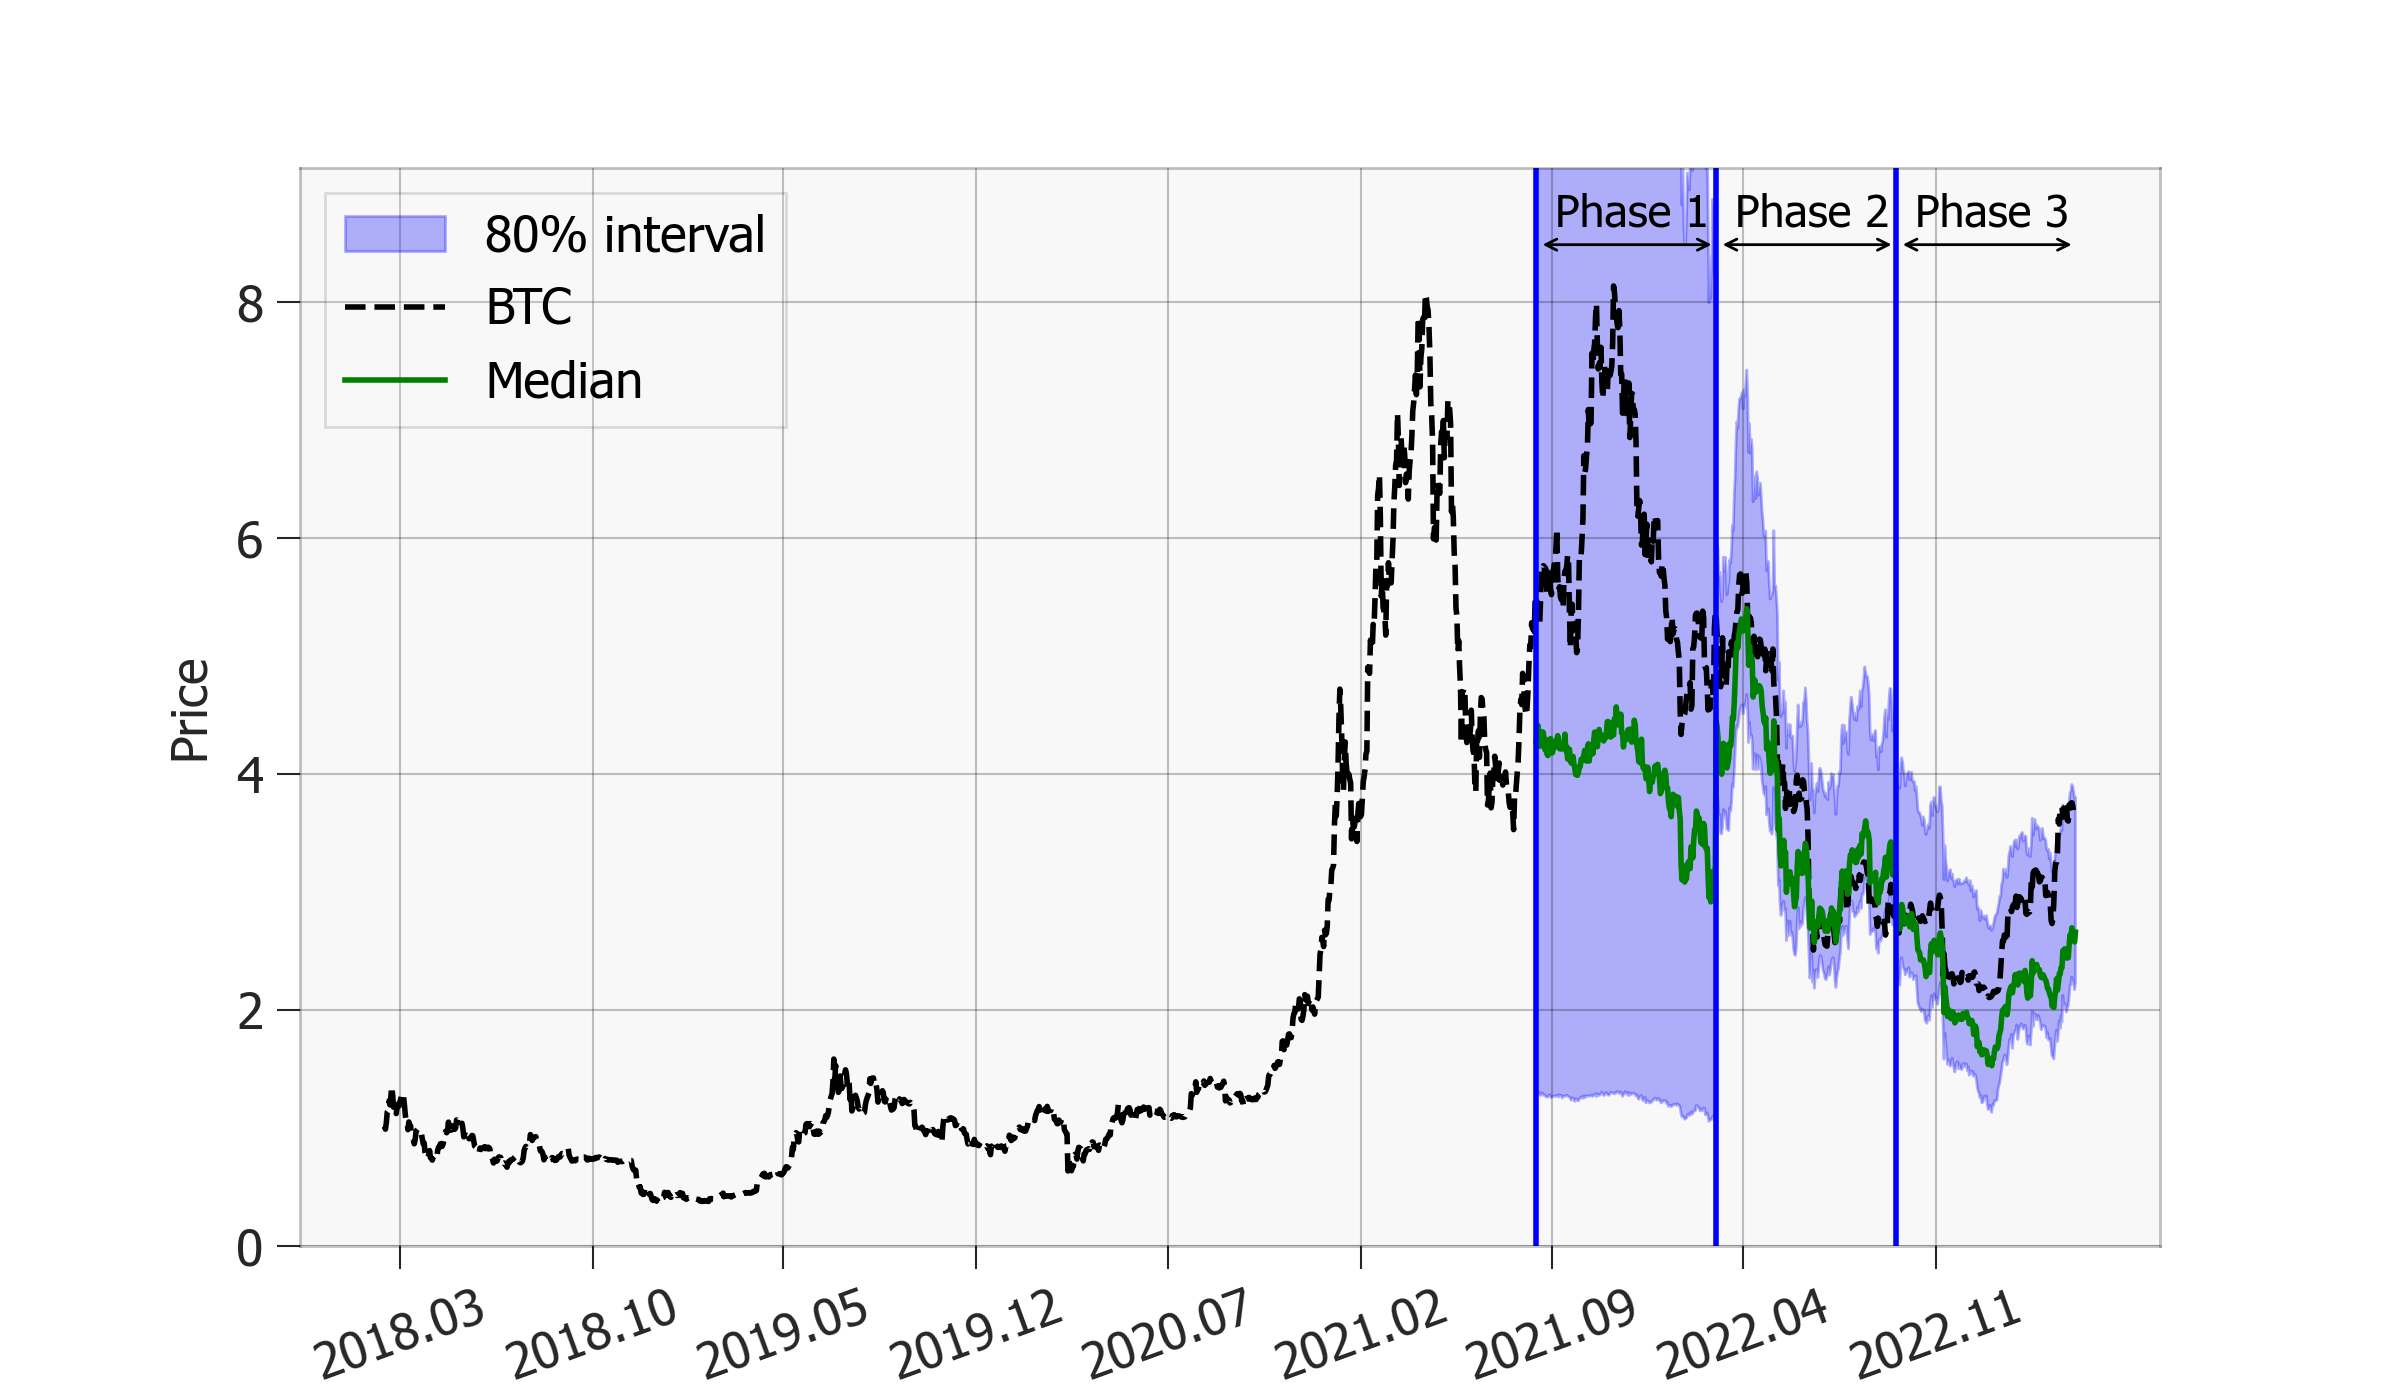 80% interval
BTC
Median
Phase 1
Phase 2
Phase 3
Price
8
6
4
2
0
2018.03
2018.10
2019.05
2019.12
2020.07
2021.02
2021.09
2022.04
2022.11